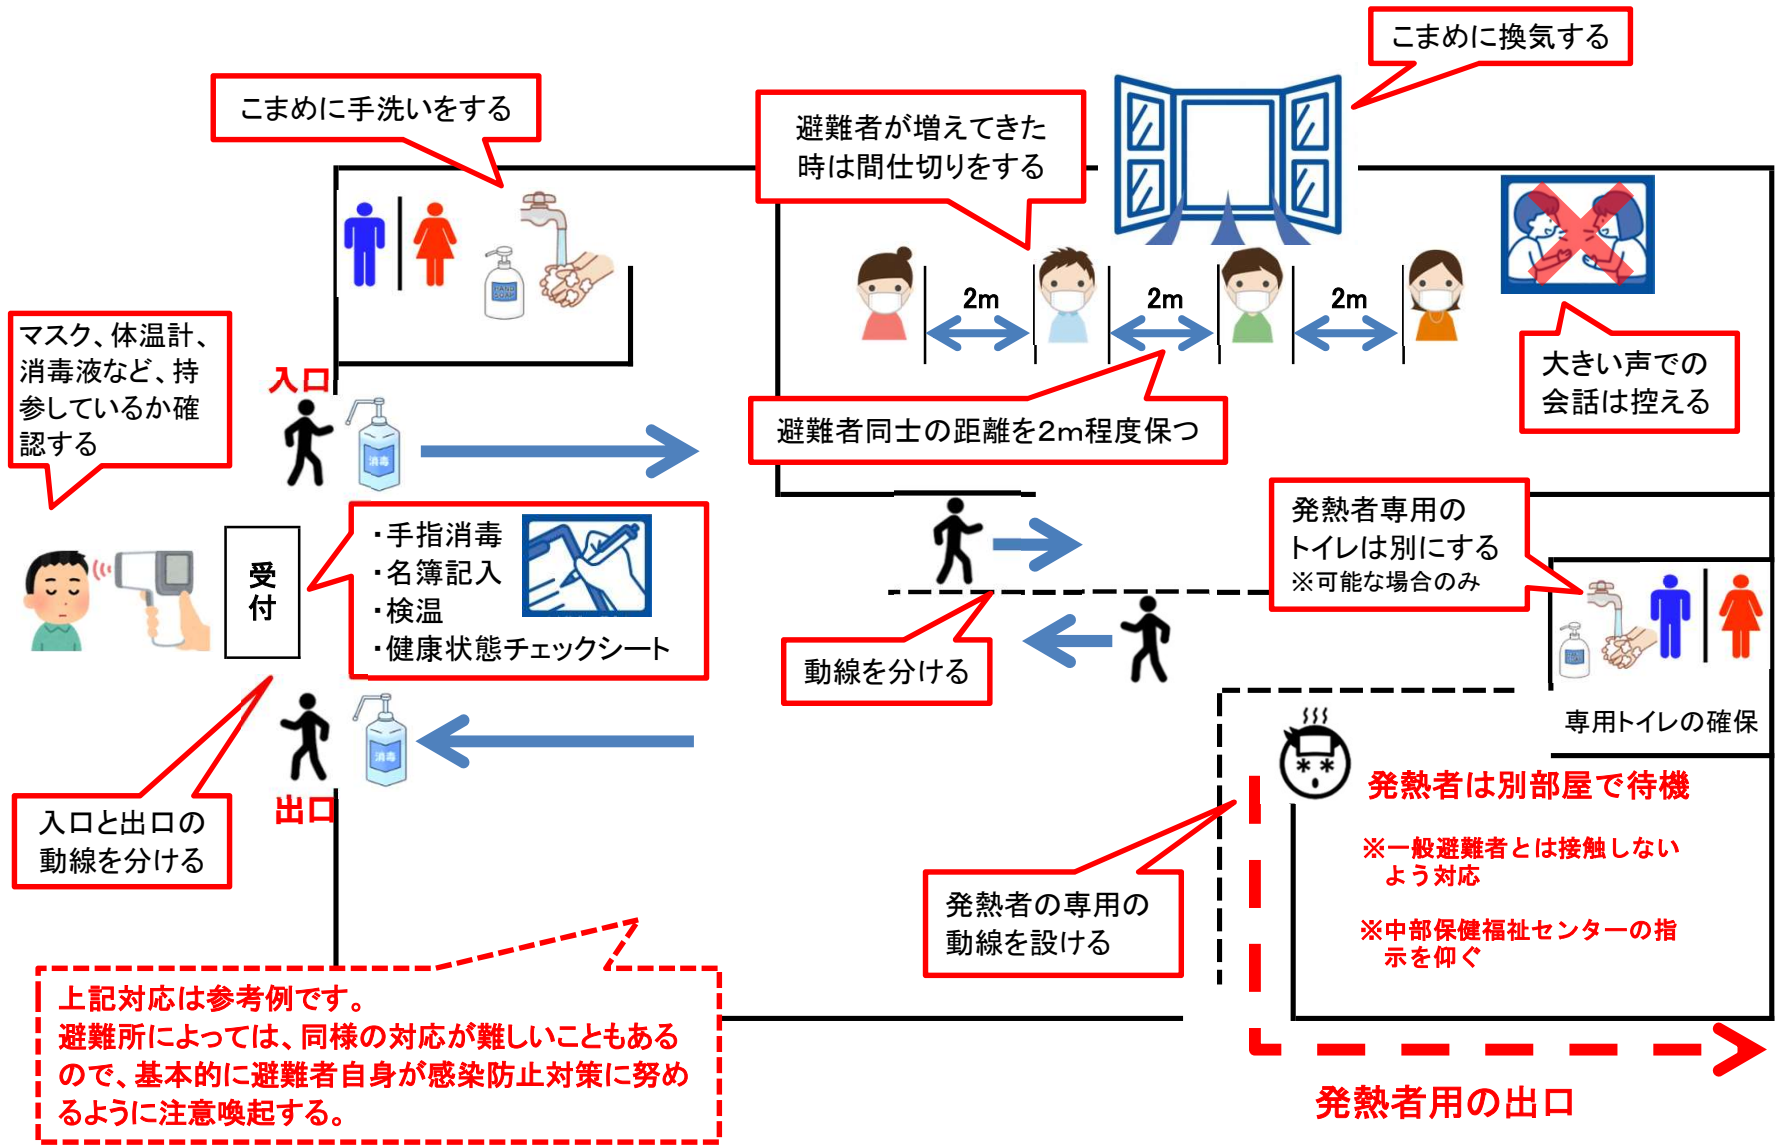 こまめに換気する
こまめに手洗いをする
避難者が増えてきた
時は間仕切りをする
HAND
SOAP
2m
2m
2m
マスク、体温計、
消毒液など、持
参しているか確
認する
入口
消毒
避難者同士の距離を2m程度保つ
大きい声での
会話は控える
受
付
・手指消毒
・名簿記入
・検温
・健康状態チェックシート
発熱者専用の
トイレは別にする
※可能な場合のみ
動線を分ける
専用トイレの確保
消毒
出口
入口と出口の
動線を分ける
発熱者は別部屋で待機
※一般避難者とは接触しない
よう対応
※中部保健福祉センターの指
示を仰ぐ
発熱者の専用の
動線を設ける
上記対応は参考例です。
避難所によっては、同様の対応が難しいこともある
ので、基本的に避難者自身が感染防止対策に努め
るように注意喚起する。
発熱者用の出口